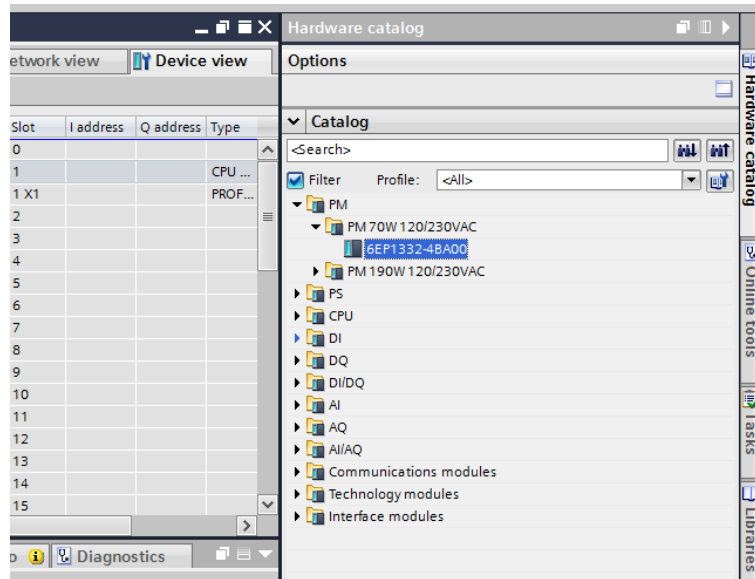 Hardware catalog
etwork view
Device view
Options
Slot I address Q address Type
0
1 CPU ...
1 X1 PROF...
2
3
4
5
6
7
8
9
10
11
12
13
14
15
o Diagnostics
Catalog
<Search>
Filter Profile: <All>
PM
PM 70W 120/230VAC
6EP1332-4BA00
PM 190W 120/230VAC
PS
CPU
DI
DQ
DI/DQ
AI
AQ
AI/AQ
Communications modules
Technology modules
Interface modules
Hardware catalog
Online tools
Tasks
Libraries